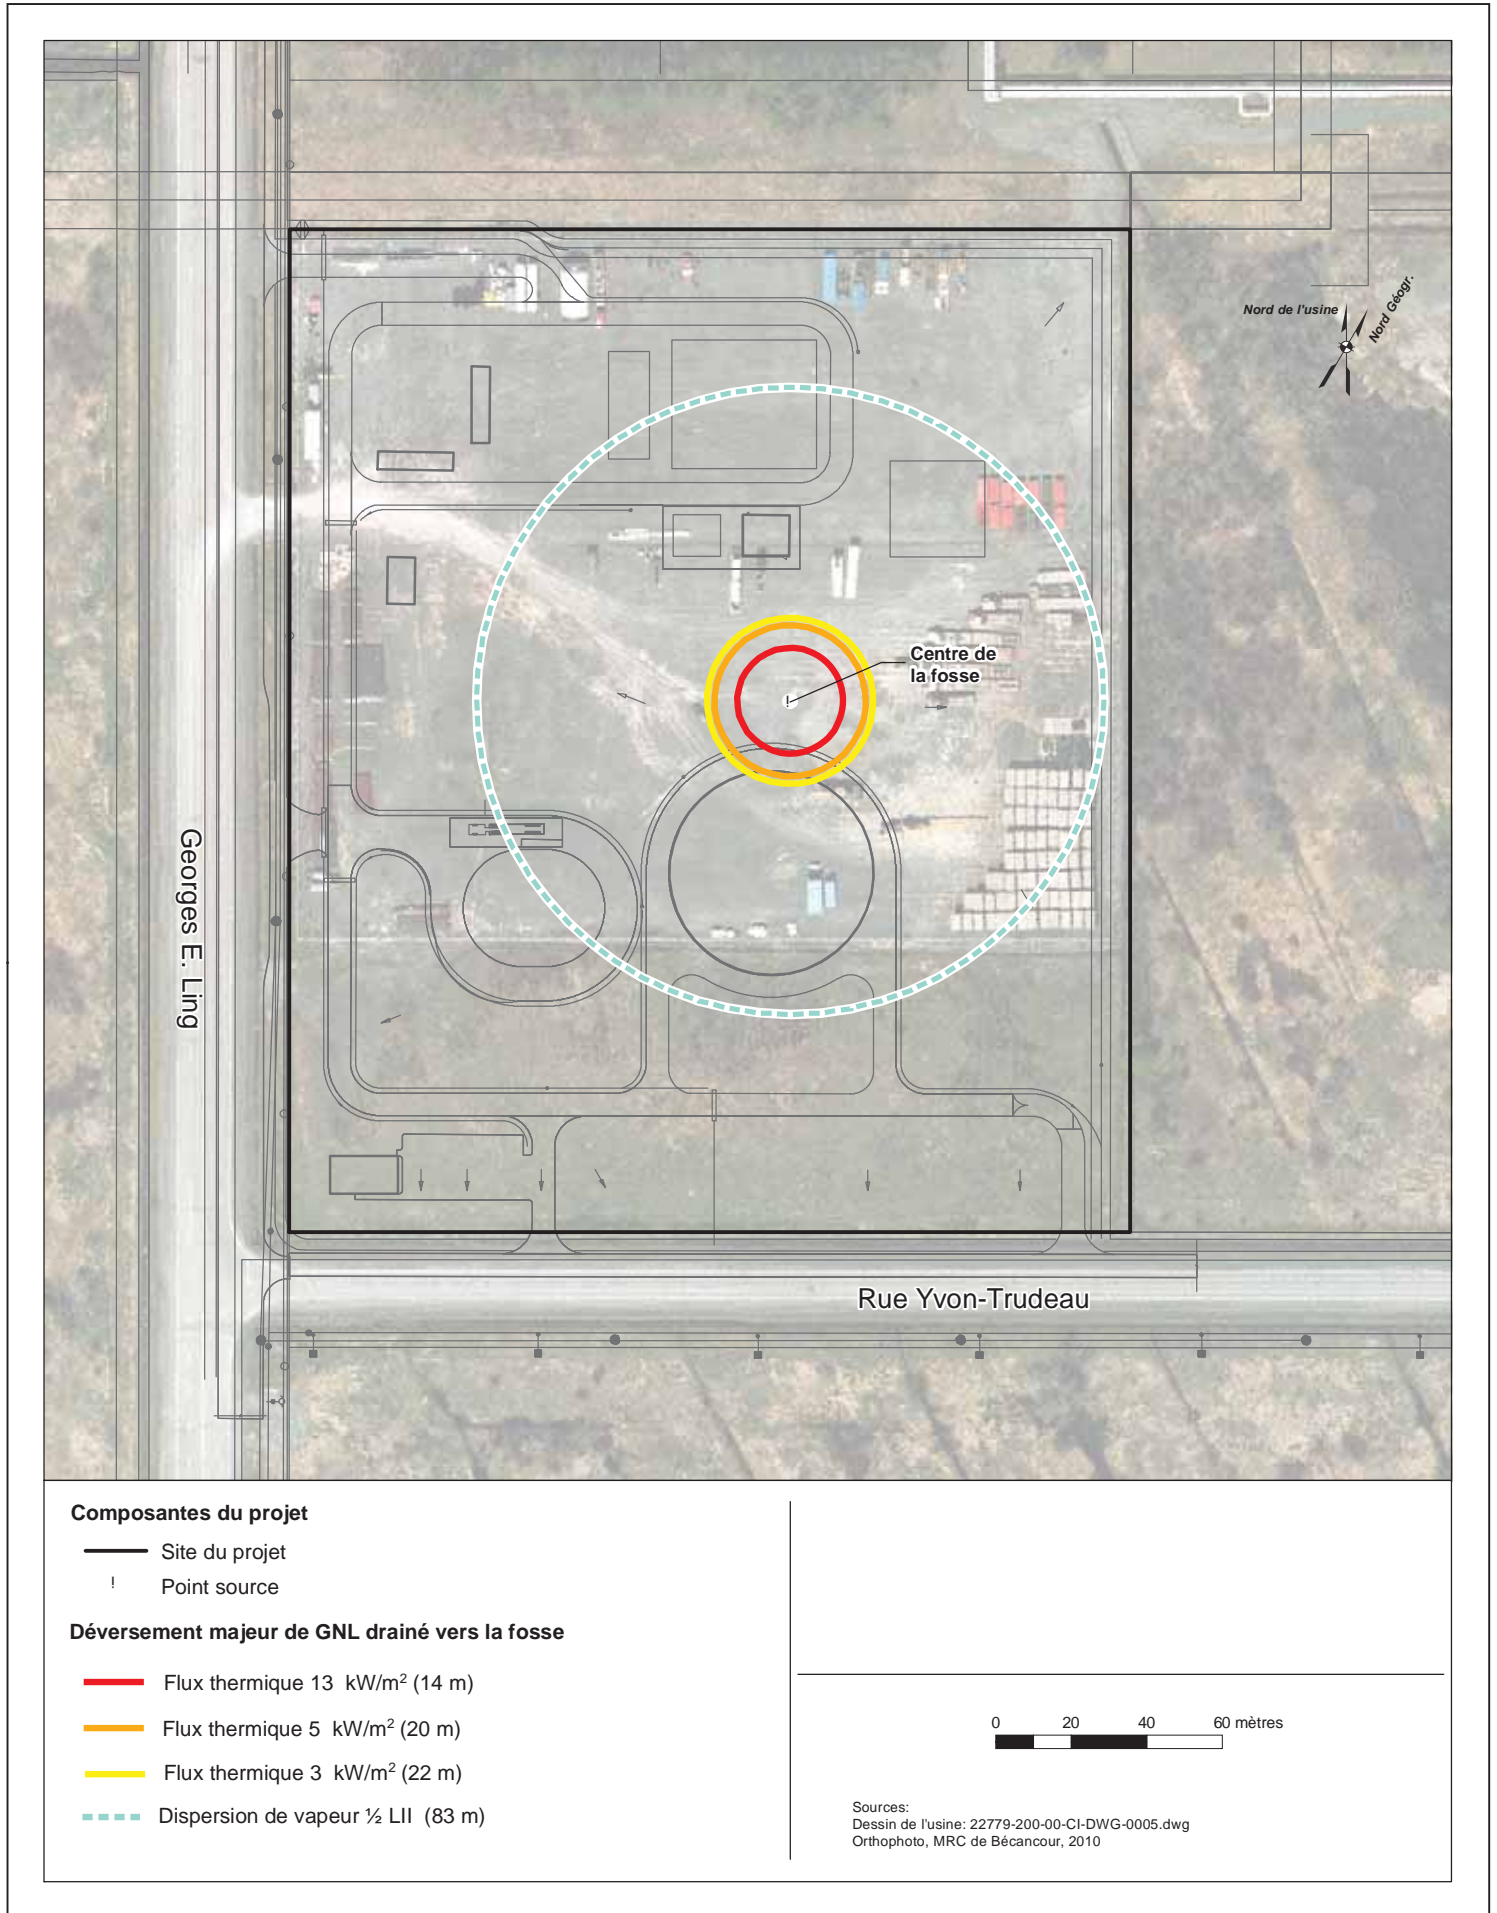 Nord de l'usine
Nord Géogr.
Centre de
la fosse
Georges E. Ling
Rue Yvon-Trudeau
Composantes du projet
Site du projet
! Point source
Déversement majeur de GNL drainé vers la fosse
Flux thermique 13 kW/m² (14 m)
Flux thermique 5 kW/m² (20 m)
Flux thermique 3 kW/m² (22 m)
Dispersion de vapeur ½ LII (83 m)
0 20 40 60 mètres
Sources:
Dessin de l'usine: 22779-200-00-CI-DWG-0005.dwg
Orthophoto, MRC de Bécancour, 2010